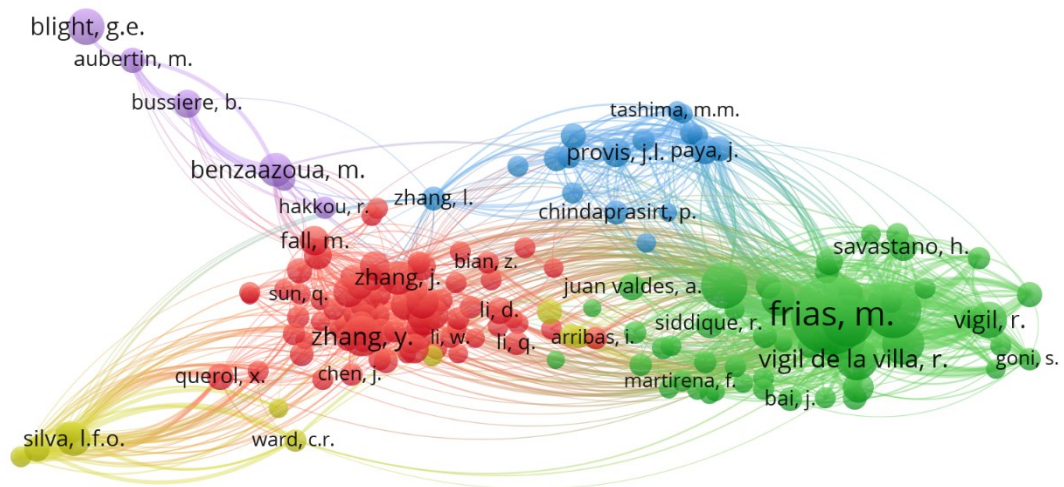 blight, g.e.
aubertin, m.
bussiere, b.
tashima, m.m.
provis, j.l.
paya, j.
benzaazoua, m.
zhang, l.
hakkou, r.
chindaprasirt, p.
fall, m.
savastano, h.
bian, z.
zhang, j.
juan valdes, a.
sun, q.
li, d.
frias, m.
siddique, r.
vigil, r.
zhang, y.
li, w.
li, q.
arribas, i.
vigil de la villa, r.
goni, s.
querol, x.
chen, j.
martirena, f.
bai, j.
silva, l.f.o.
ward, c.r.